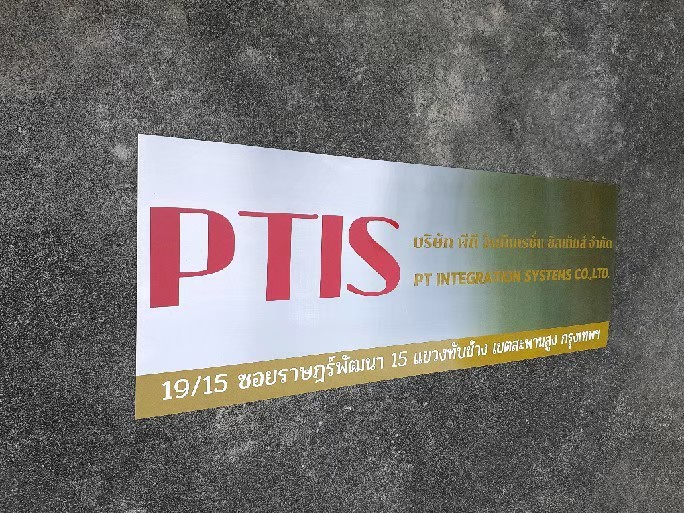 PTIS
บริษัท พีที อินทิเกรชั่น ซิสเท็มส์ จำกัด
PT INTEGRATION SYSTEMS CO.,LTD.
19/15 ซอยราษฎร์พัฒนา 15 แขวงทับช้าง เขตสะพานสูง กรุงเทพฯ